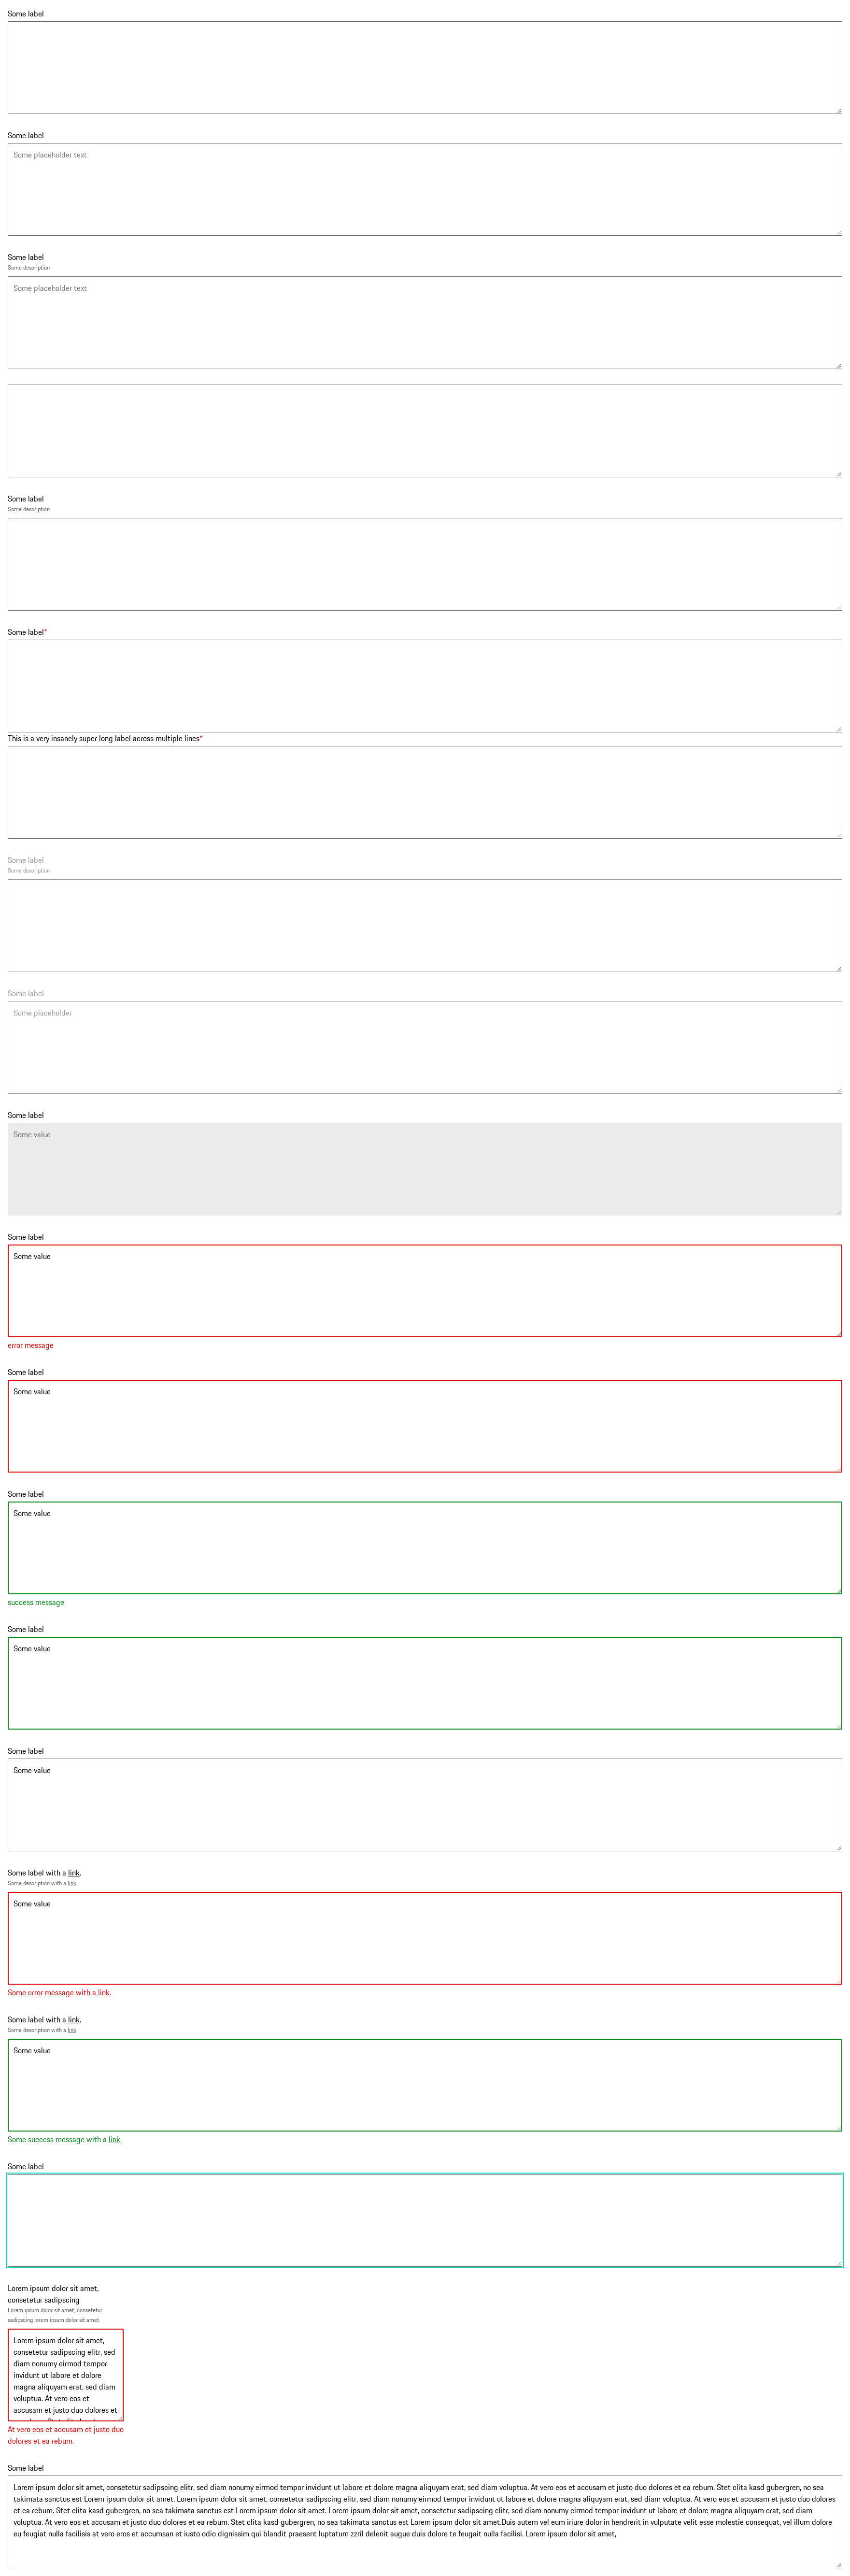 Some label
Some label
Some placeholder text
Some label
Some description
Some placeholder text
Some label
Some description
Some label*
This is a very insanely super long label across multiple lines*
Some label
Some description
Some label
Some placeholder
Some label
Some value
Some label
Some value
error message
Some label
Some value
Some label
Some value
success message
Some label
Some value
Some label
Some value
Some label with a link.
Some description with a link.
Some value
Some error message with a link.
Some label with a link.
Some description with a link.
Some value
Some success message with a link.
Some label
Lorem ipsum dolor sit amet,
consetetur sadipscing
Lorem ipsum dolor sit amet, consetetur
sadipscing lorem ipsum dolor sit amet
Lorem ipsum dolor sit amet,
consetetur sadipscing elitr, sed
diam nonumy eirmod tempor
invidunt ut labore et dolore
magna aliquyam erat, sed diam
voluptua. At vero eos et
accusam et justo duo dolores et
At vero eos et accusam et justo duo
dolores et ea rebum.
Some label
Lorem ipsum dolor sit amet, consetetur sadipscing elitr, sed diam nonumy eirmod tempor invidunt ut labore et dolore magna aliquyam erat, sed diam voluptua. At vero eos et accusam et justo duo dolores et ea rebum. Stet clita kasd gubergren, no sea
takimata sanctus est Lorem ipsum dolor sit amet. Lorem ipsum dolor sit amet, consetetur sadipscing elitr, sed diam nonumy eirmod tempor invidunt ut labore et dolore magna aliquyam erat, sed diam voluptua. At vero eos et accusam et justo duo dolores
et ea rebum. Stet clita kasd gubergren, no sea takimata sanctus est Lorem ipsum dolor sit amet. Lorem ipsum dolor sit amet, consetetur sadipscing elitr, sed diam nonumy eirmod tempor invidunt ut labore et dolore magna aliquyam erat, sed diam
voluptua. At vero eos et accusam et justo duo dolores et ea rebum. Stet clita kasd gubergren, no sea takimata sanctus est Lorem ipsum dolor sit amet.Duis autem vel eum iriure dolor in hendrerit in vulputate velit esse molestie consequat, vel illum dolore
eu feugiat nulla facilisis at vero eros et accumsan et iusto odio dignissim qui blandit praesent luptatum zzril delenit augue duis dolore te feugait nulla facilisi. Lorem ipsum dolor sit amet,